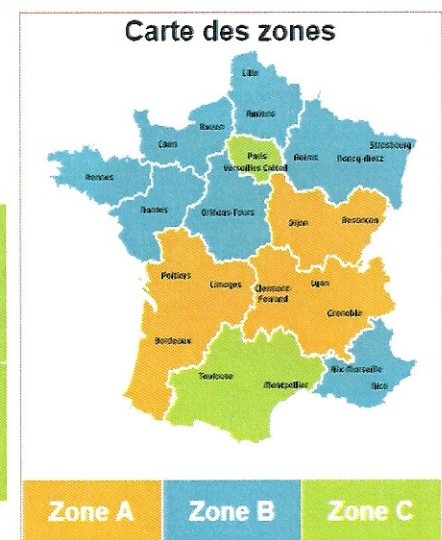 Carte des zones
Lille
Amiens
Rouen
Caen
Paris
Versailles Créteil
Reims
Strasbourg
Nancy-Metz
Rennes
Nantes
Orléans-Tours
Dijon
Besançon
Poitiers
Limoges
Clermont-
Ferrand
Lyon
Grenoble
Bordeaux
Toulouse
Montpellier
Aix-Marseille
Nice
Zone A
Zone B
Zone C